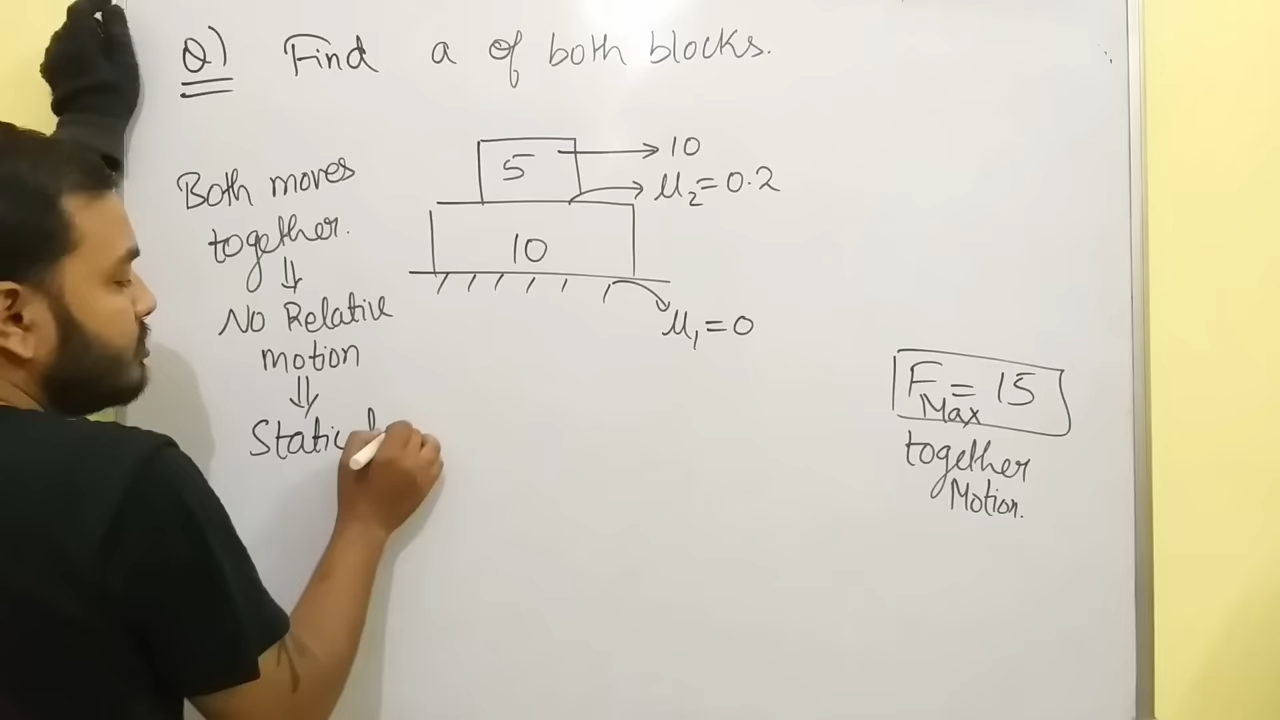 Q) Find a of both blocks.
5 → 10
μ₂ = 0.2
10
μ₁ = 0
Both moves
together.
⇓
No Relative
motion
⇓
Static
F_Max = 15
together
Motion.